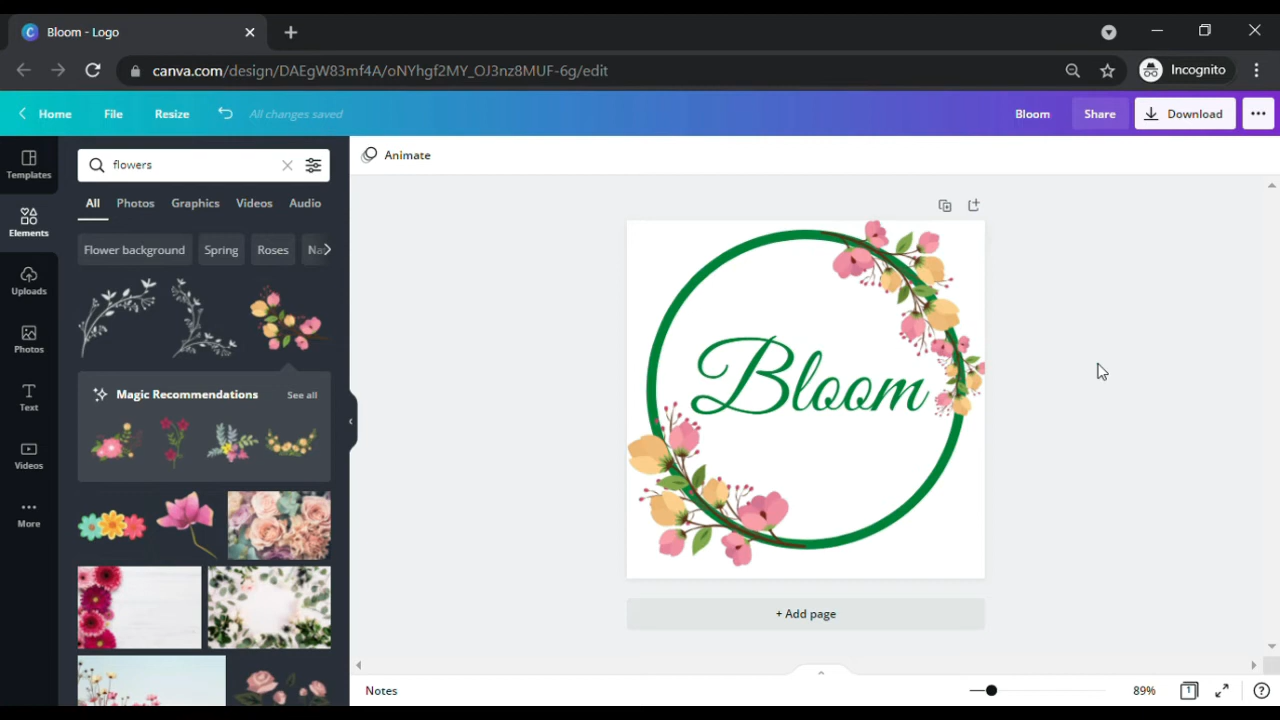 Bloom - Logo
canva.com/design/DAEgW83mf4A/oNYhgf2MY_OJ3nz8MUF-6g/edit
Incognito
Home
File
Resize
All changes saved
Bloom
Share
Download
Templates
Elements
Uploads
Photos
Text
Videos
More
flowers
All
Photos
Graphics
Videos
Audio
Flower background
Spring
Roses
Magic Recommendations
See all
Animate
Bloom
+ Add page
Notes
89%
1